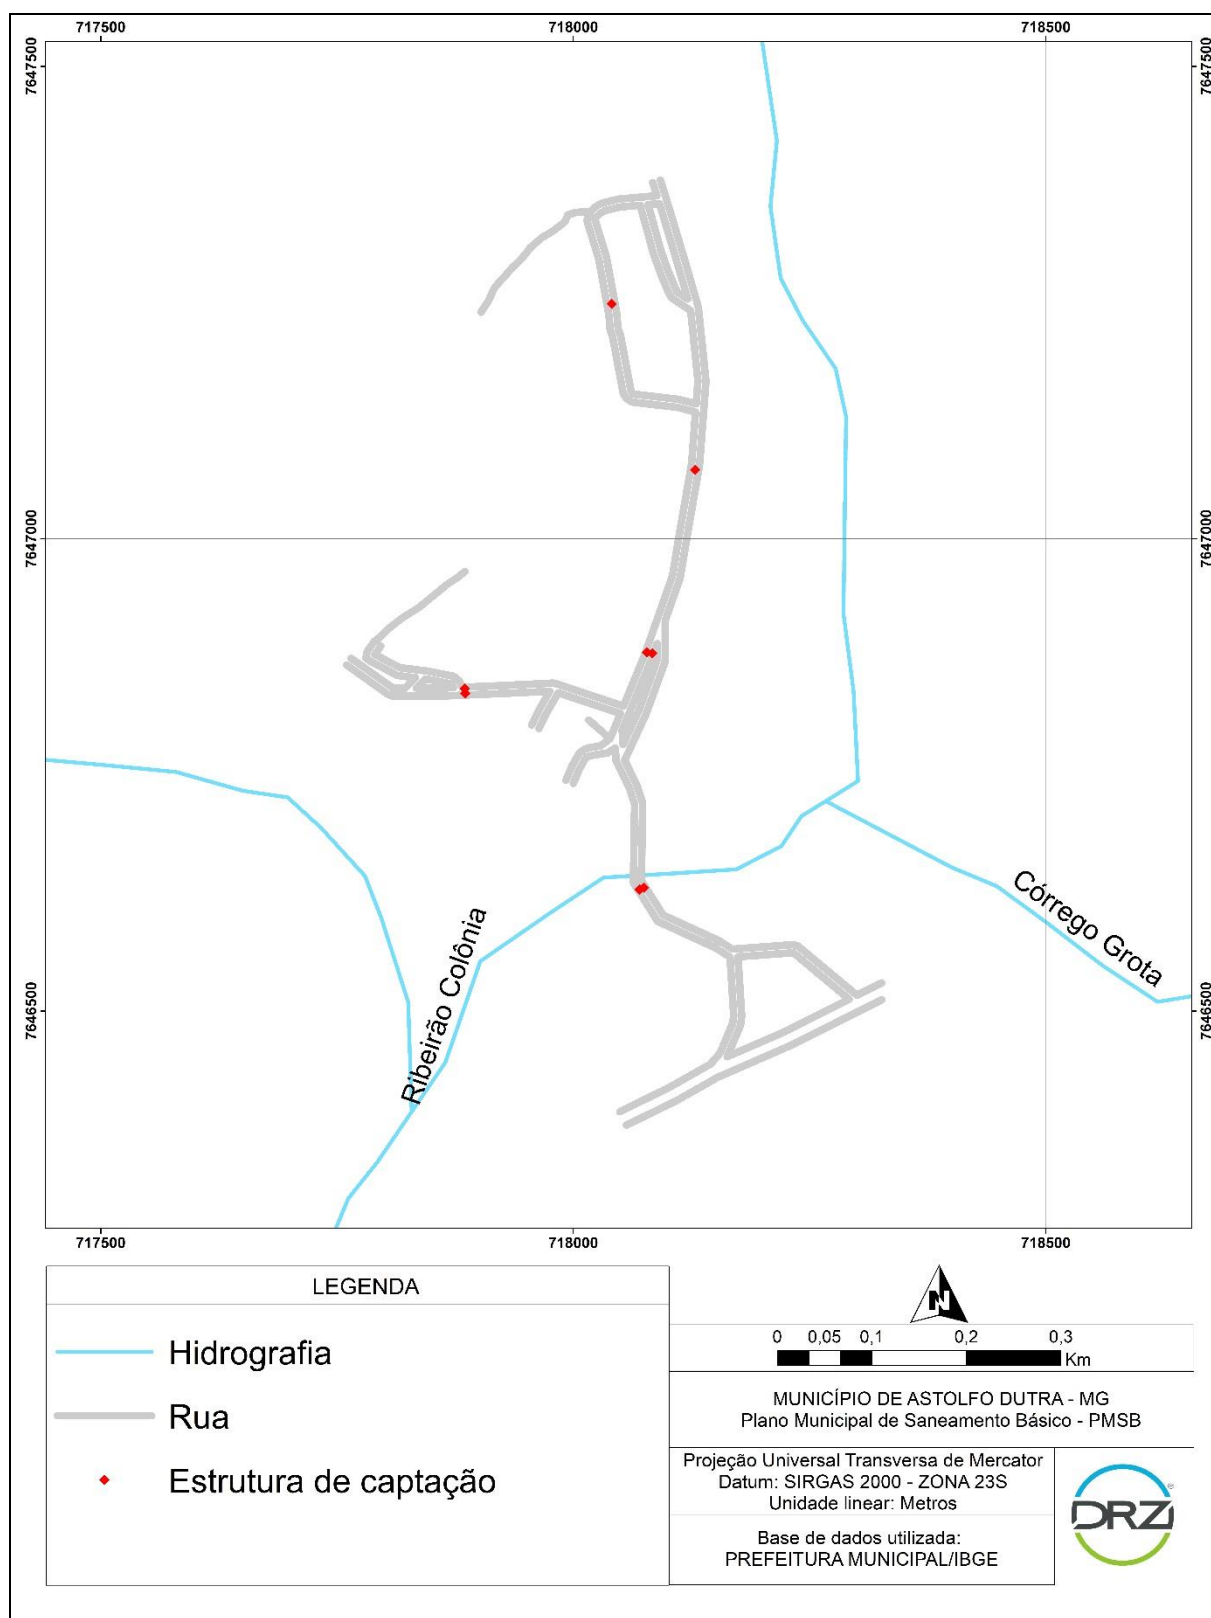 717500 718000 718500
7647500 7647500
7647000 7647000
Córrego Grota
Ribeirão Colônia
7646500 7646500
717500 718000 718500
LEGENDA
Hidrografia
Rua
Estrutura de captação
N
0 0,05 0,1 0,2 0,3
Km
MUNICÍPIO DE ASTOLFO DUTRA - MG
Plano Municipal de Saneamento Básico - PMSB
Projeção Universal Transversa de Mercator
Datum: SIRGAS 2000 - ZONA 23S
Unidade linear: Metros
Base de dados utilizada:
PREFEITURA MUNICIPAL/IBGE
DRZ®